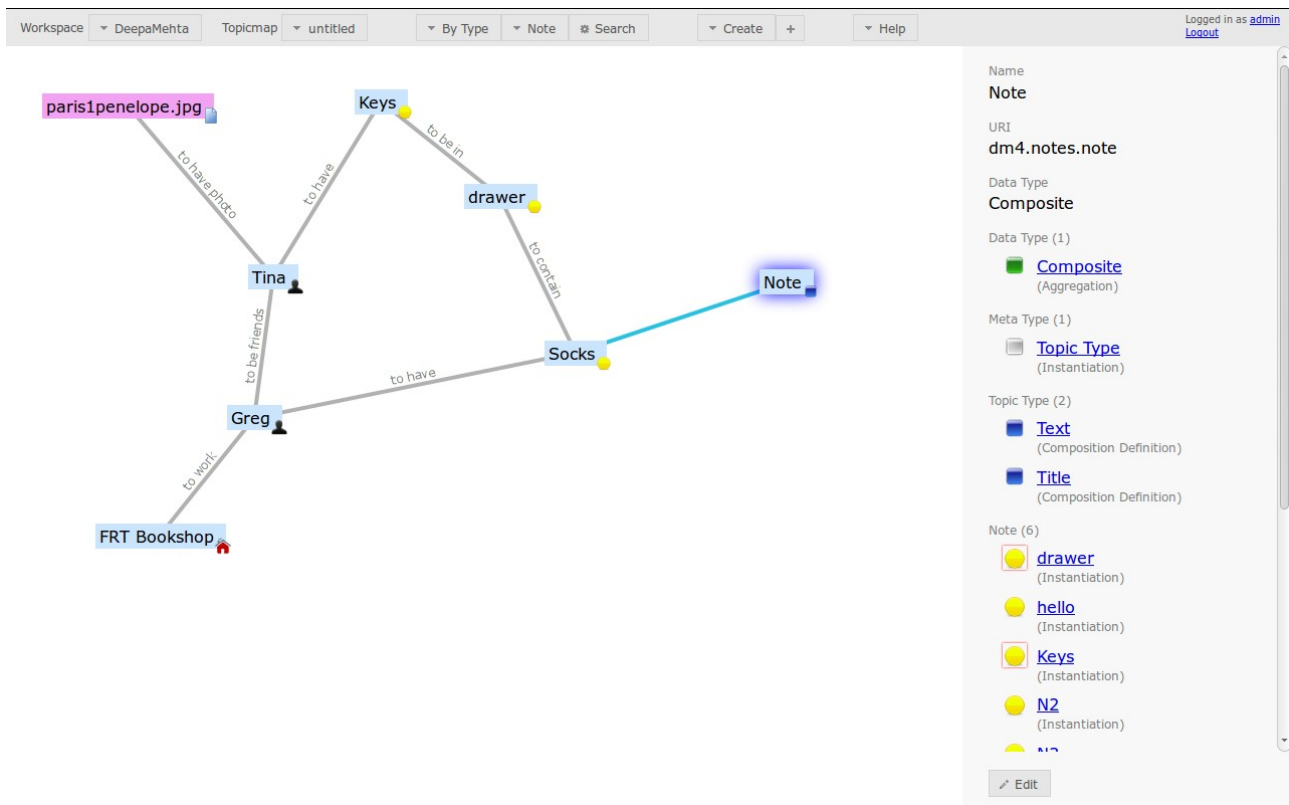 Workspace DeepaMehta Topicmap untitled By Type Note Search Create + Help
Logged in as admin
Logout
paris1penelope.jpg
Keys
to be in
to have photo
to have
drawer
Tina
to contain
Note
to be friends
Socks
to have
Greg
to work
FRT Bookshop
Name
Note
URI
dm4.notes.note
Data Type
Composite
Data Type (1)
Composite
(Aggregation)
Meta Type (1)
Topic Type
(Instantiation)
Topic Type (2)
Text
(Composition Definition)
Title
(Composition Definition)
Note (6)
drawer
(Instantiation)
hello
(Instantiation)
Keys
(Instantiation)
N2
(Instantiation)
Edit